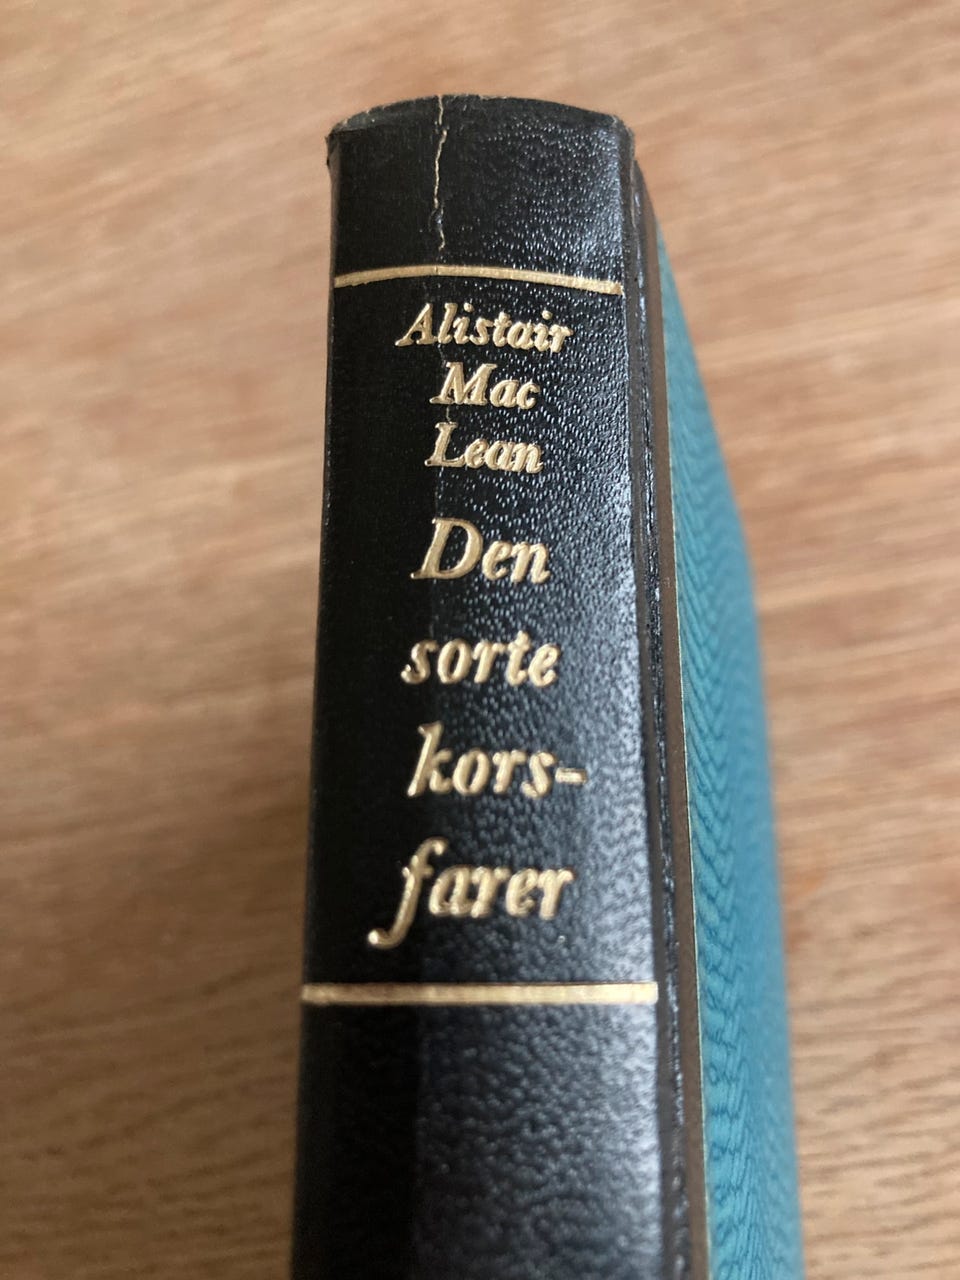 Alistair
Mac
Lean
Den
sorte
kors-
farer